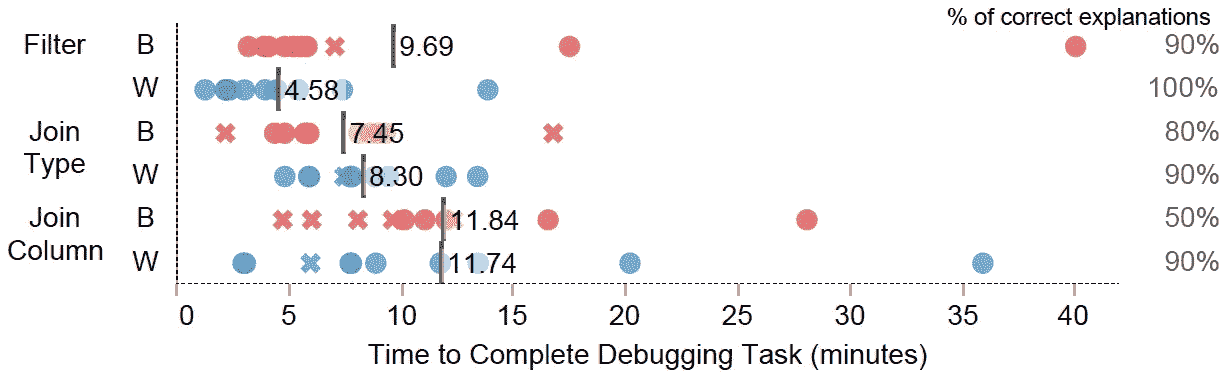 % of correct explanations
Filter B 9.69 90%
W 4.58 100%
Join Type B 7.45 80%
W 8.30 90%
Join Column B 11.84 50%
W 11.74 90%
0 5 10 15 20 25 30 35 40
Time to Complete Debugging Task (minutes)